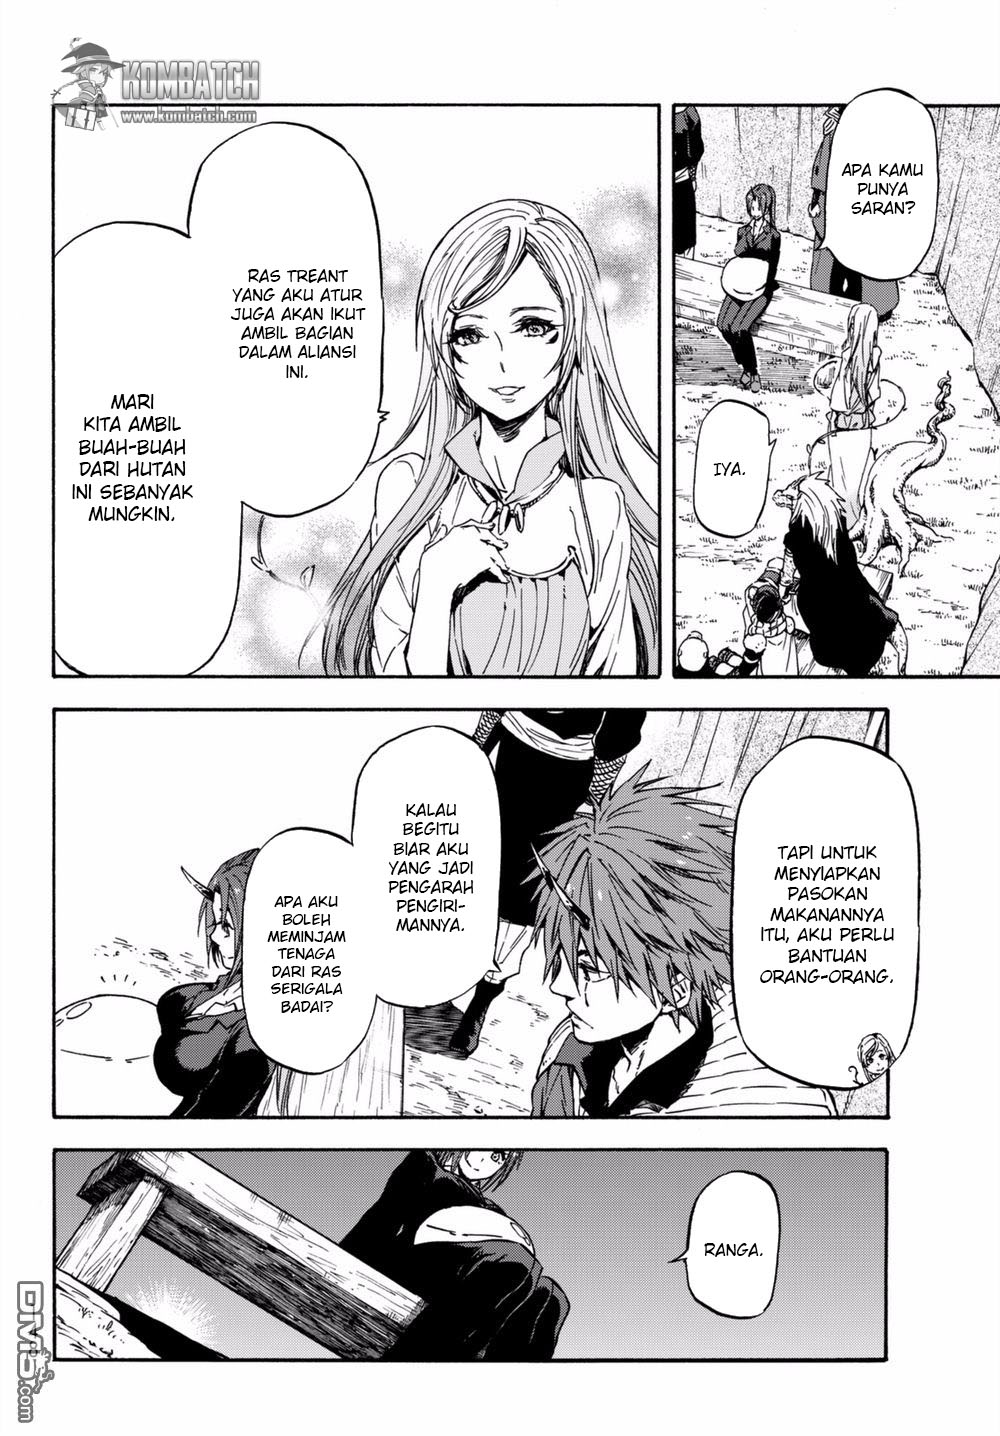 KOMBATCH
www.kombatch.com
APA KAMU
PUNYA
SARAN?
IYA.
RAS TREANT
YANG AKU ATUR
JUGA AKAN IKUT
AMBIL BAGIAN
DALAM ALIANSI
INI.
MARI
KITA AMBIL
BUAH-BUAH
DARI HUTAN
INI SEBANYAK
MUNGKIN.
TAPI UNTUK
MENYIAPKAN
PASOKAN
MAKANANNYA
ITU, AKU PERLU
BANTUAN
ORANG-ORANG.
KALAU
BEGITU
BIAR AKU
YANG JADI
PENGARAH
PENGIRI-
MANNYA.
APA AKU
BOLEH
MEMINJAM
TENAGA
DARI RAS
SERIGALA
BADAI?
RANGA.